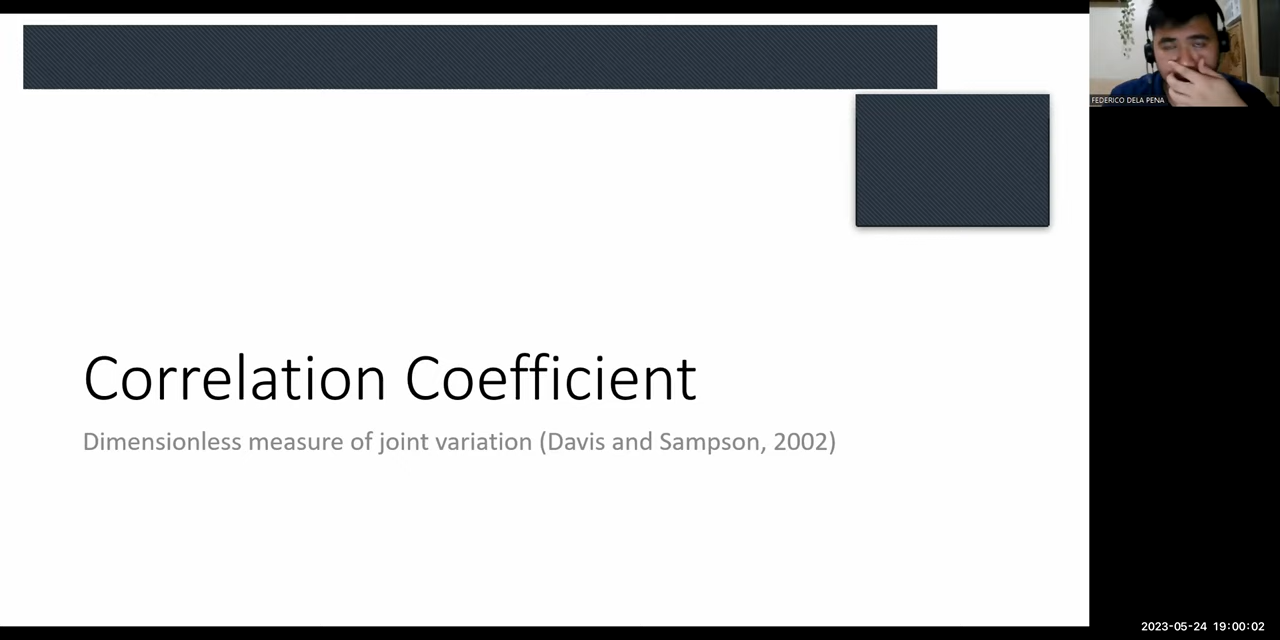 FEDERICO DELA PENA
Correlation Coefficient
Dimensionless measure of joint variation (Davis and Sampson, 2002)
2023-05-24 19:00:02